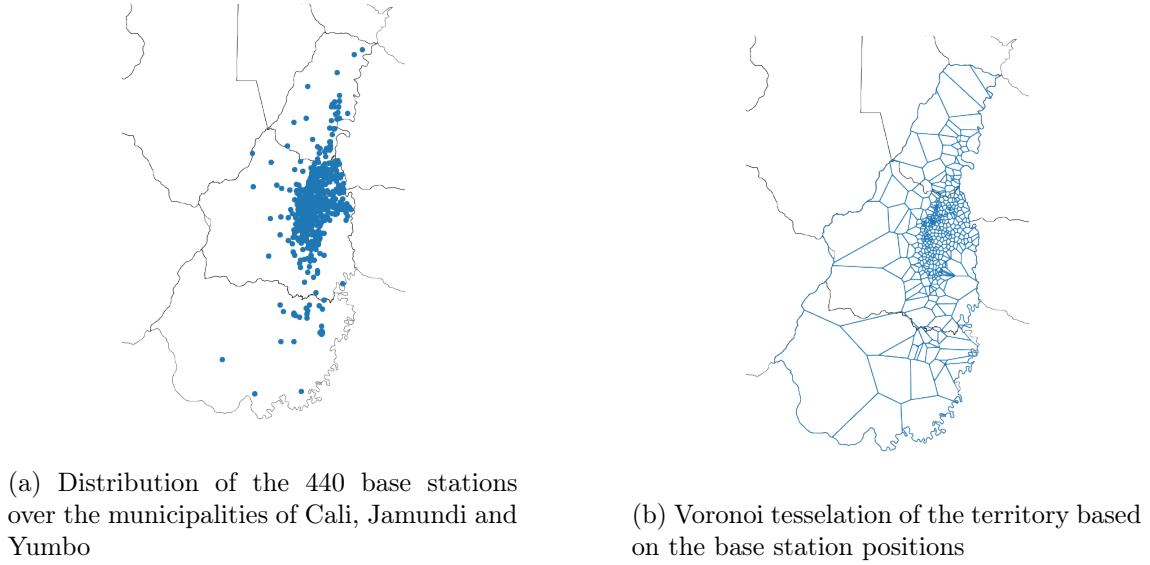 (a) Distribution of the 440 base stations
over the municipalities of Cali, Jamundi and
Yumbo
(b) Voronoi tesselation of the territory based
on the base station positions